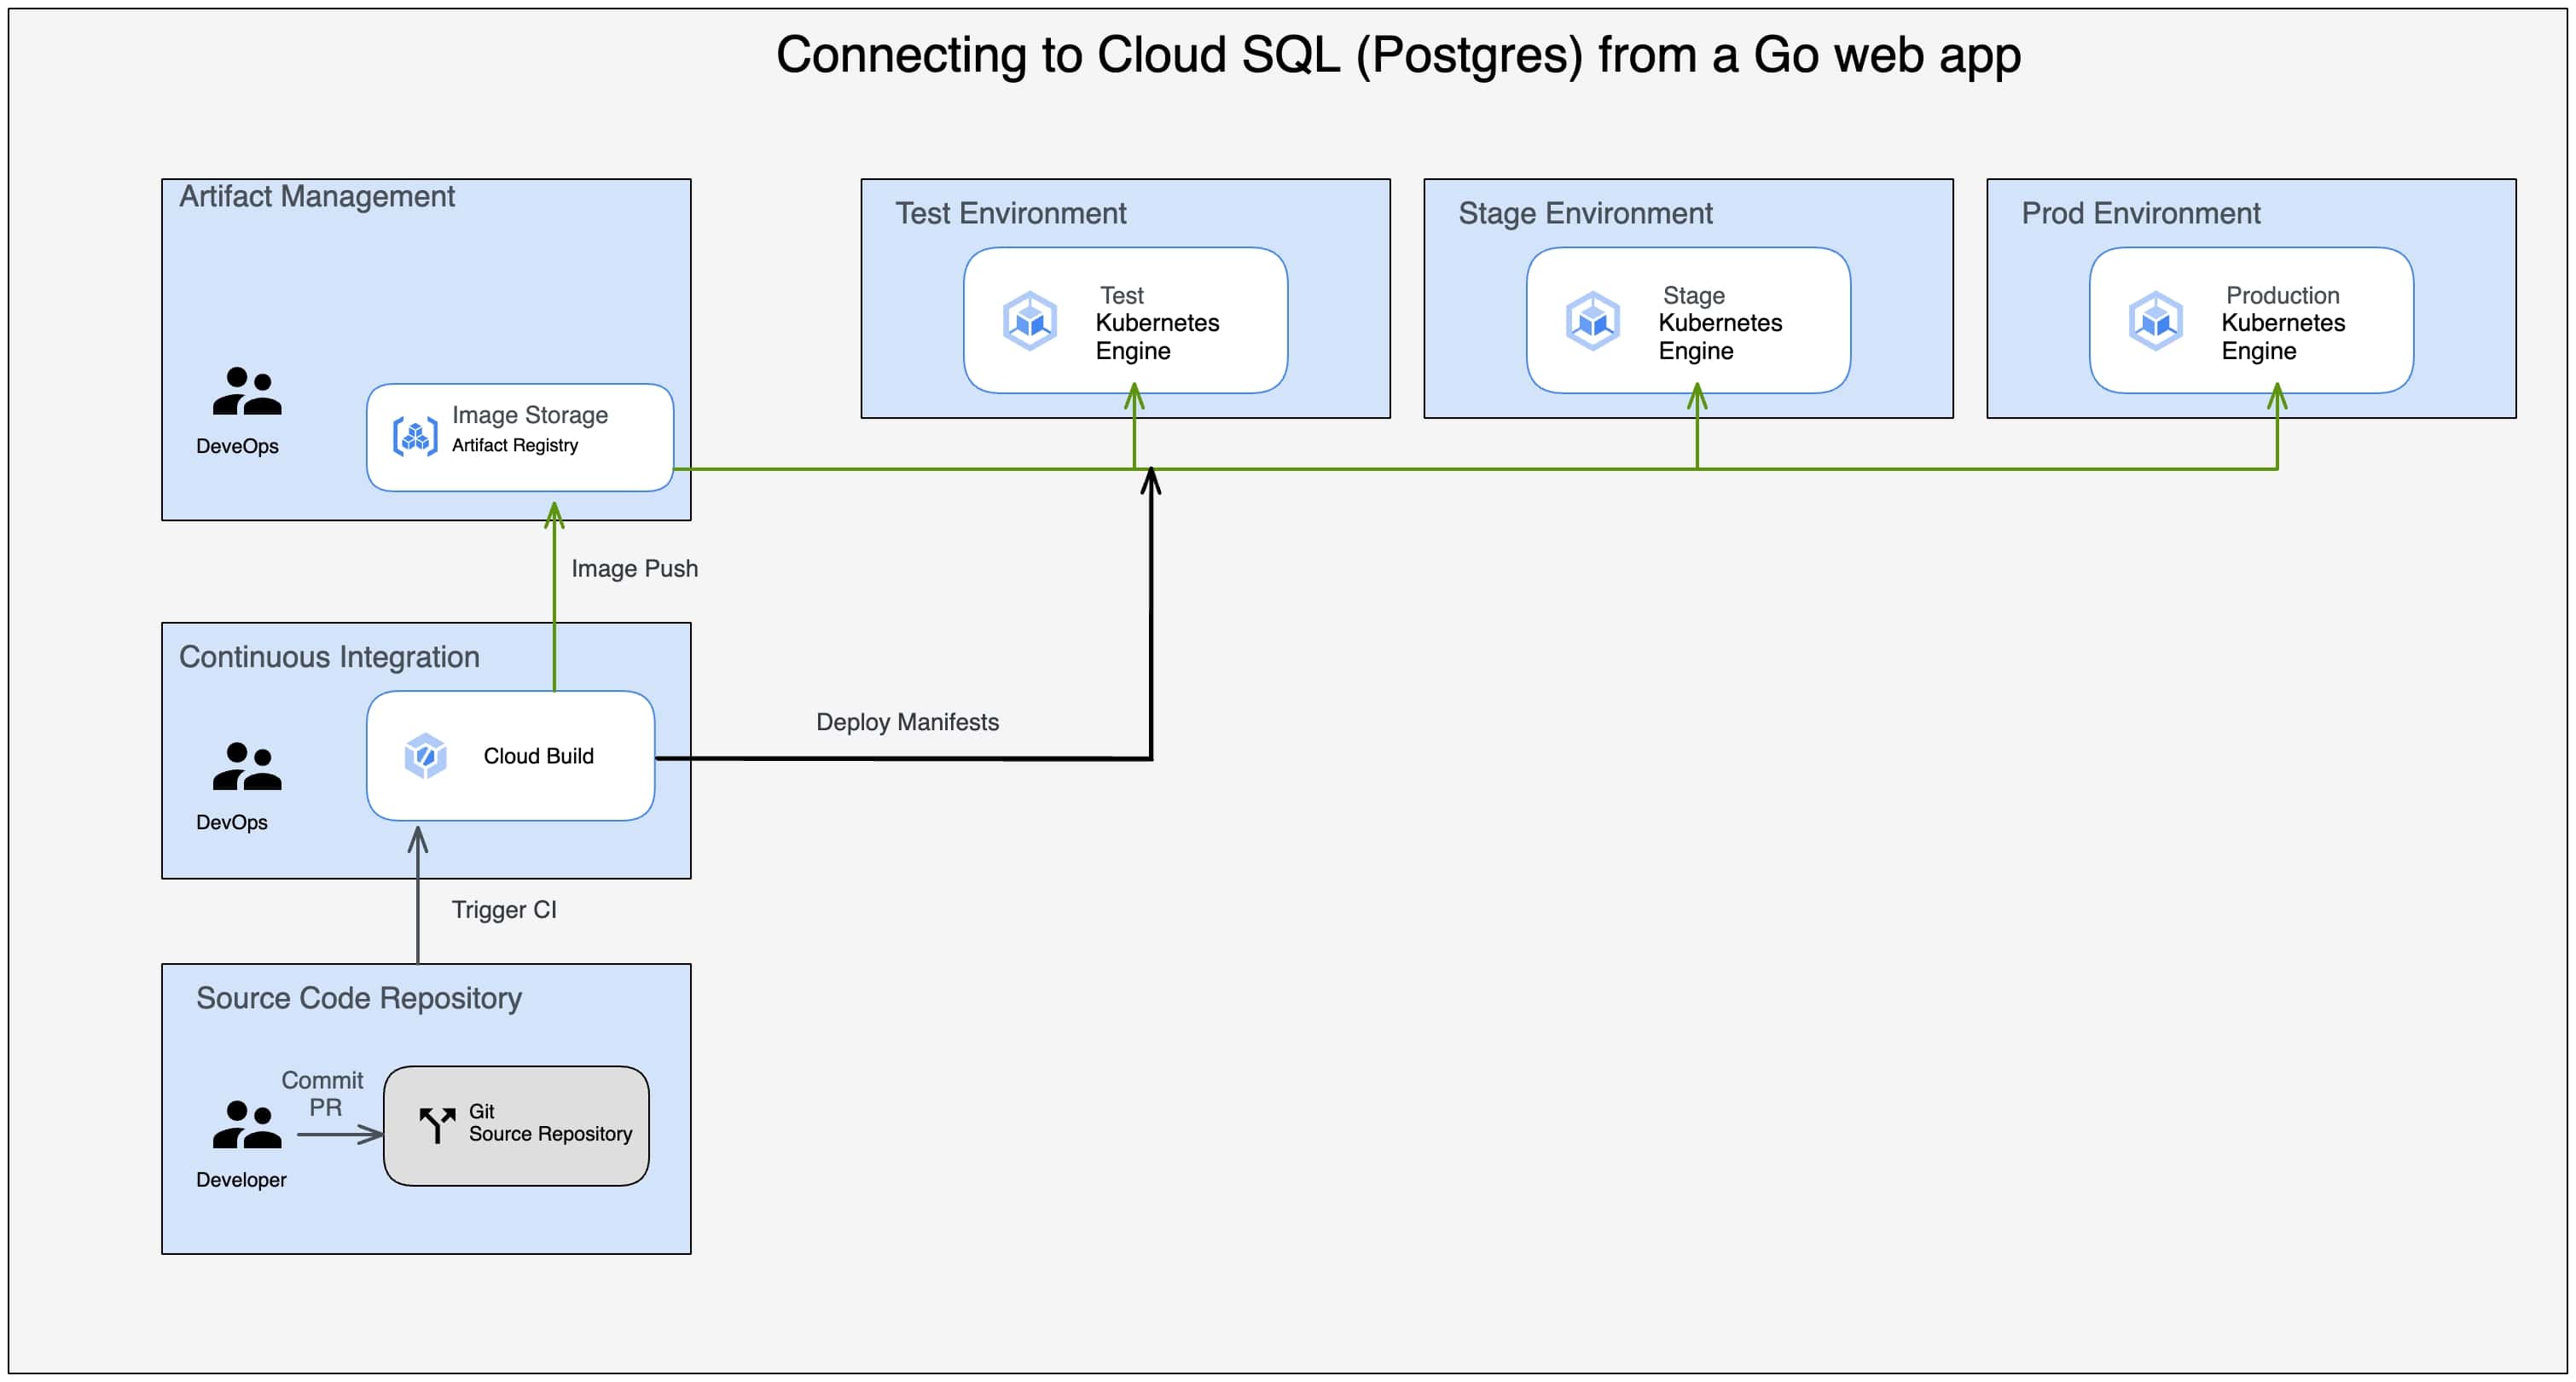 Connecting to Cloud SQL (Postgres) from a Go web app
Artifact Management
DeveOps
Image Storage
Artifact Registry
Test Environment
Test
Kubernetes
Engine
Stage Environment
Stage
Kubernetes
Engine
Prod Environment
Production
Kubernetes
Engine
Image Push
Continuous Integration
DevOps
Cloud Build
Deploy Manifests
Trigger CI
Source Code Repository
Commit
PR
Developer
Git
Source Repository